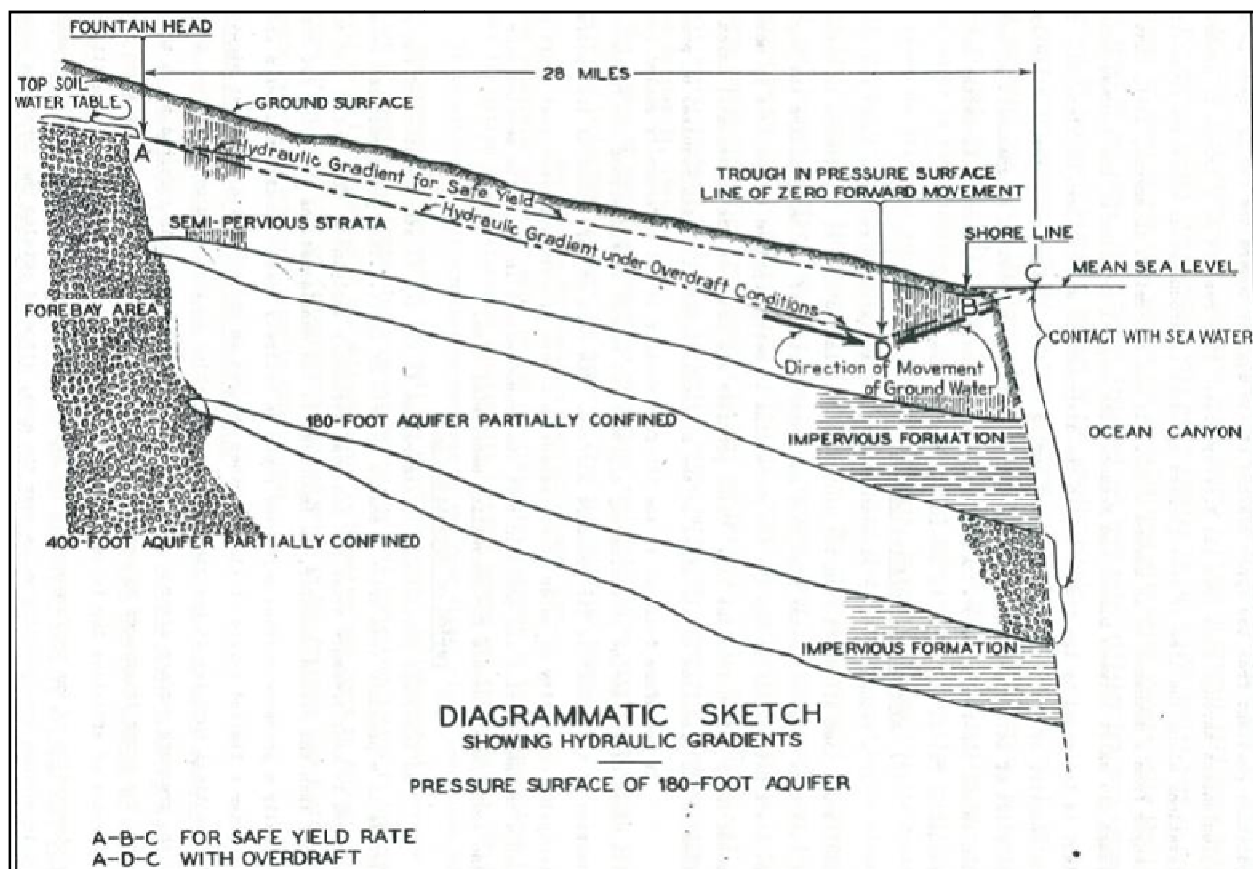 FOUNTAIN HEAD
28 MILES
TOP SOIL
WATER TABLE
GROUND SURFACE
A
Hydraulic Gradient for Safe Yield
TROUGH IN PRESSURE SURFACE
LINE OF ZERO FORWARD MOVEMENT
SEMI-PERVIOUS STRATA
Hydraulic Gradient under Overdraft Conditions
SHORE LINE
C
MEAN SEA LEVEL
B
FOREBAY AREA
CONTACT WITH SEA WATER
D
Direction of Movement
of Ground Water
180-FOOT AQUIFER PARTIALLY CONFINED
IMPERVIOUS FORMATION
OCEAN CANYON
400-FOOT AQUIFER PARTIALLY CONFINED
IMPERVIOUS FORMATION
DIAGRAMMATIC SKETCH
SHOWING HYDRAULIC GRADIENTS
PRESSURE SURFACE OF 180-FOOT AQUIFER
A-B-C FOR SAFE YIELD RATE
A-D-C WITH OVERDRAFT